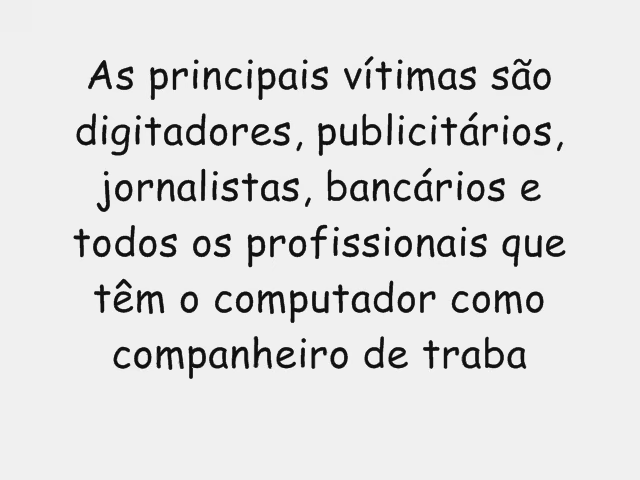 As principais vítimas são
digitadores, publicitários,
jornalistas, bancários e
todos os profissionais que
têm o computador como
companheiro de traba